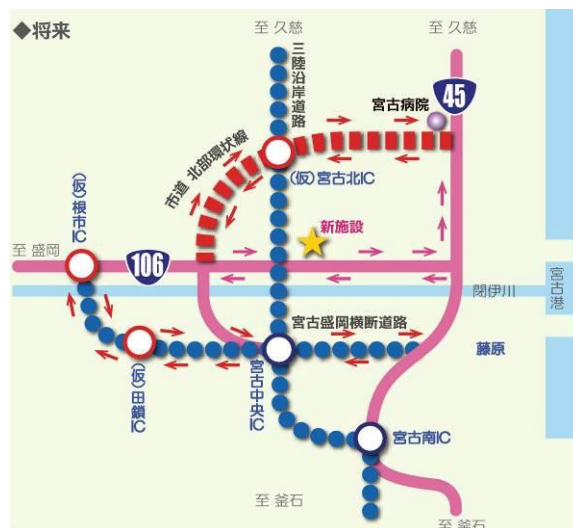 ◆将来
至 久慈
至 久慈
三陸沿岸道路
45
宮古病院
市道 北部環状線
(仮)宮古北IC
(仮)根市IC
新施設
至 盛岡
106
閉伊川
宮古港
宮古盛岡横断道路
藤原
(仮)田鎖IC
宮古中央IC
宮古南IC
至 釜石
至 釜石